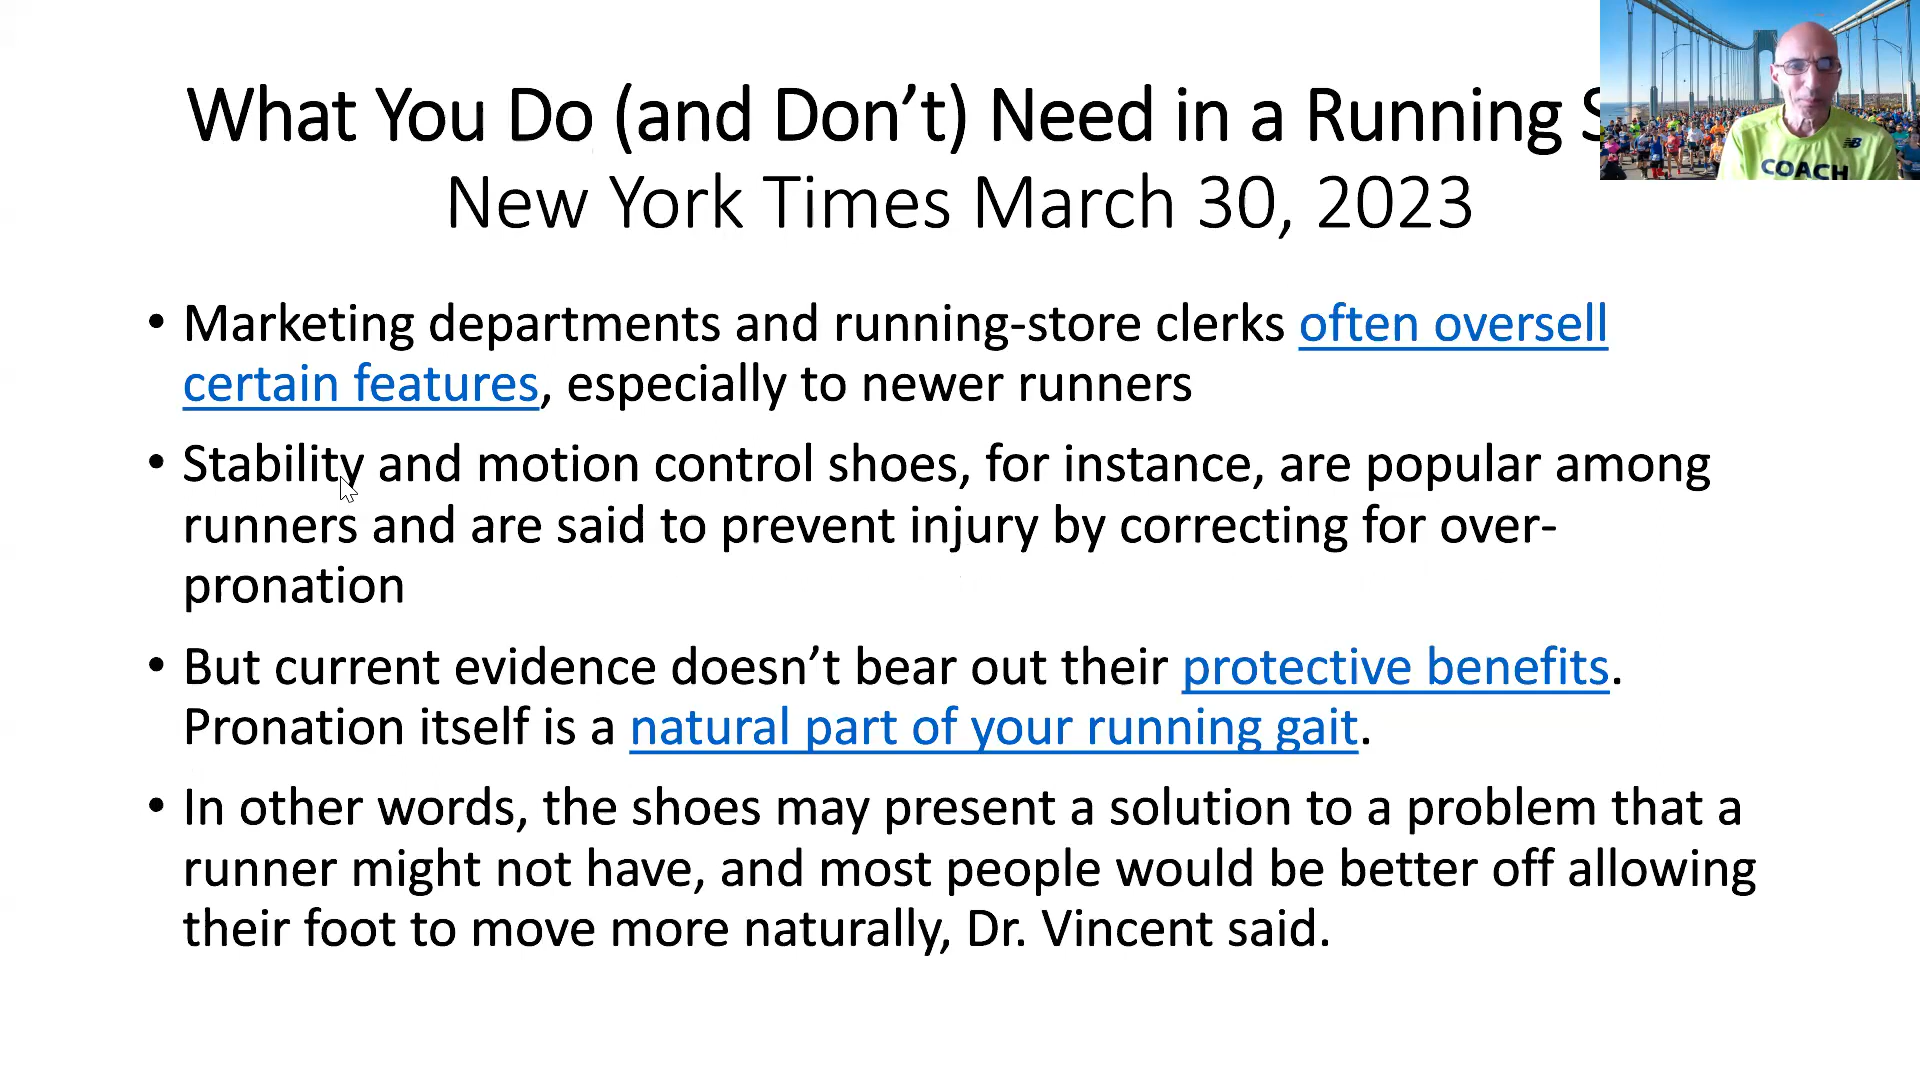 What You Do (and Don’t) Need in a Running
New York Times March 30, 2023
• Marketing departments and running-store clerks often oversell
certain features, especially to newer runners
• Stability and motion control shoes, for instance, are popular among
runners and are said to prevent injury by correcting for over-
pronation
• But current evidence doesn’t bear out their protective benefits.
Pronation itself is a natural part of your running gait.
• In other words, the shoes may present a solution to a problem that a
runner might not have, and most people would be better off allowing
their foot to move more naturally, Dr. Vincent said.
NB
COACH